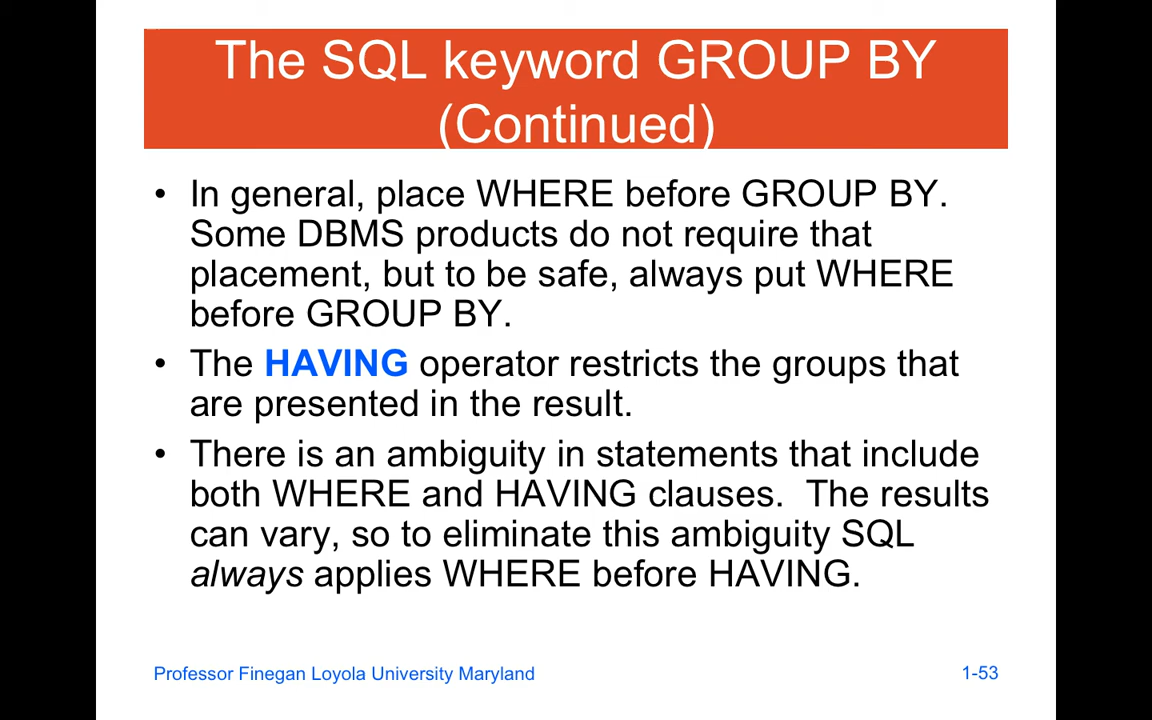 The SQL keyword GROUP BY
(Continued)
• In general, place WHERE before GROUP BY.
Some DBMS products do not require that
placement, but to be safe, always put WHERE
before GROUP BY.
• The HAVING operator restricts the groups that
are presented in the result.
• There is an ambiguity in statements that include
both WHERE and HAVING clauses.  The results
can vary, so to eliminate this ambiguity SQL
always applies WHERE before HAVING.
Professor Finegan Loyola University Maryland
1-53